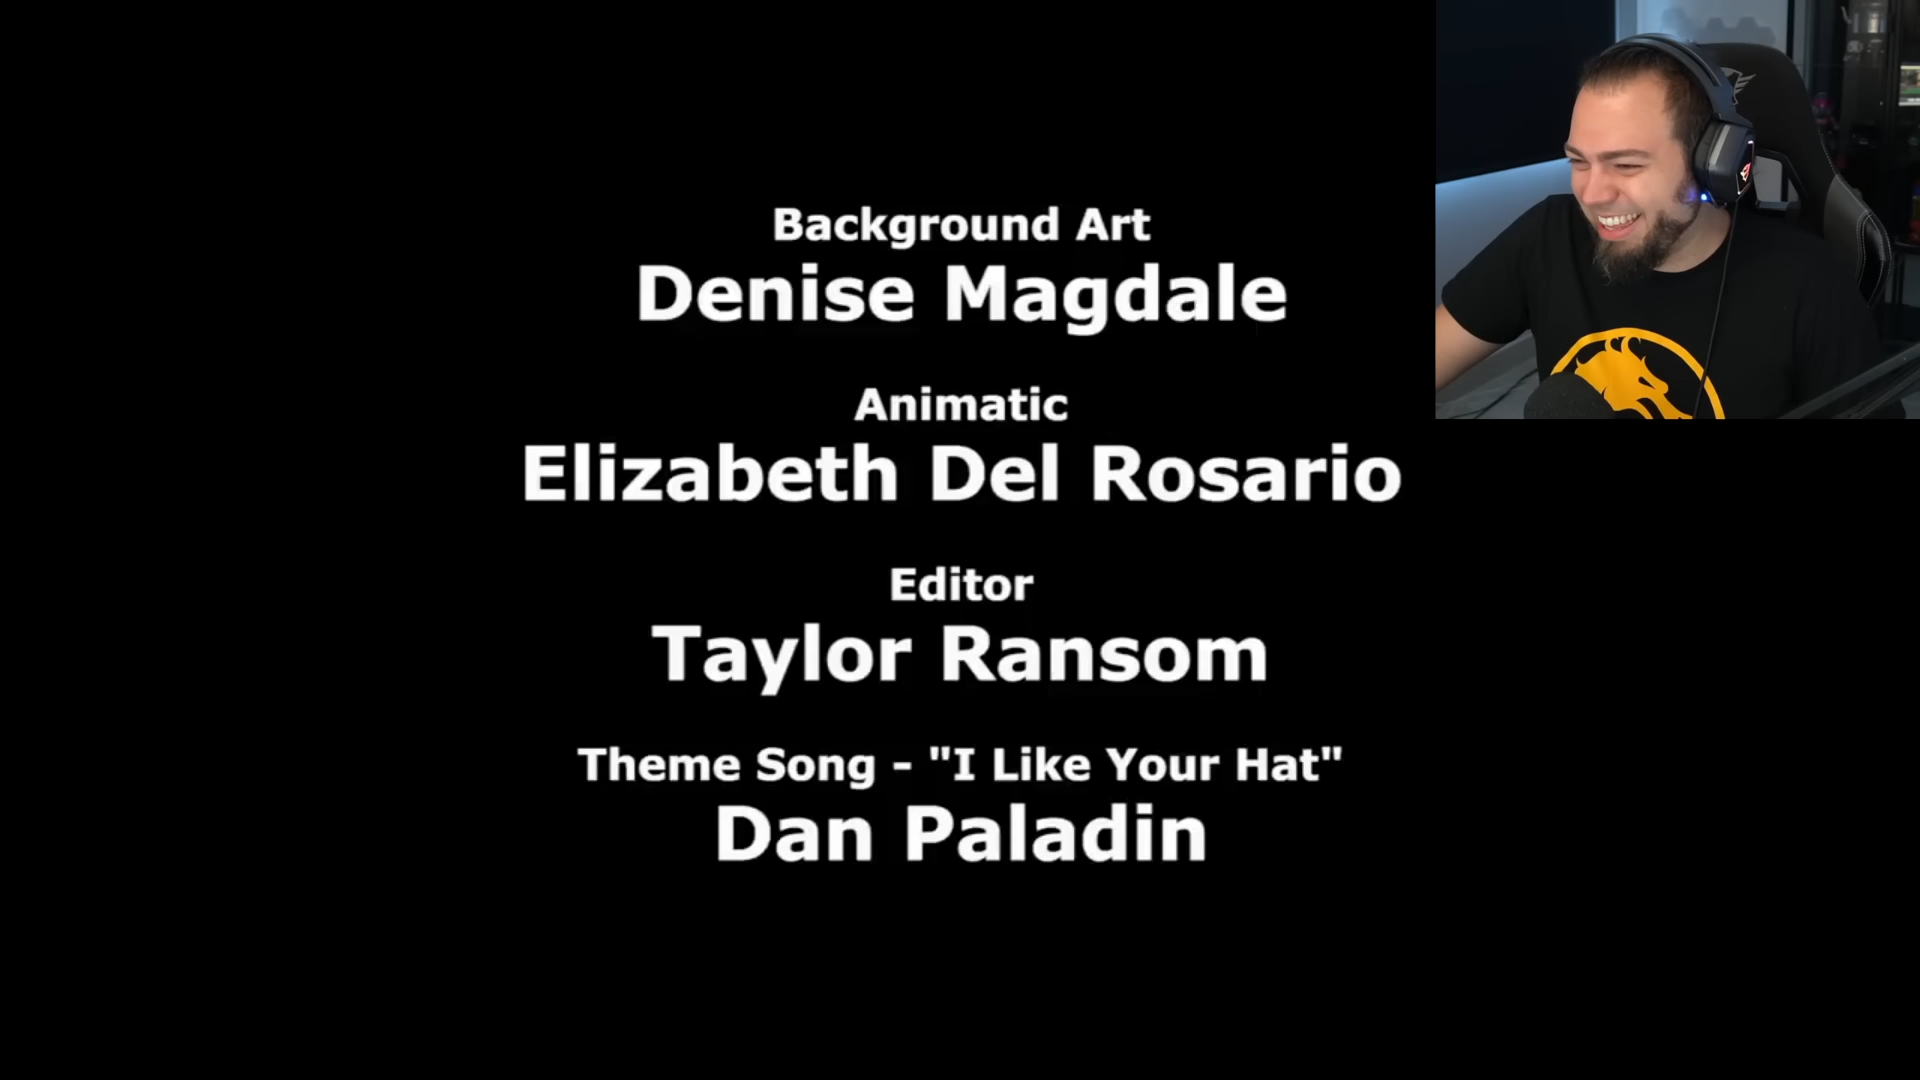 Background Art
Denise Magdale
Animatic
Elizabeth Del Rosario
Editor
Taylor Ransom
Theme Song - "I Like Your Hat"
Dan Paladin